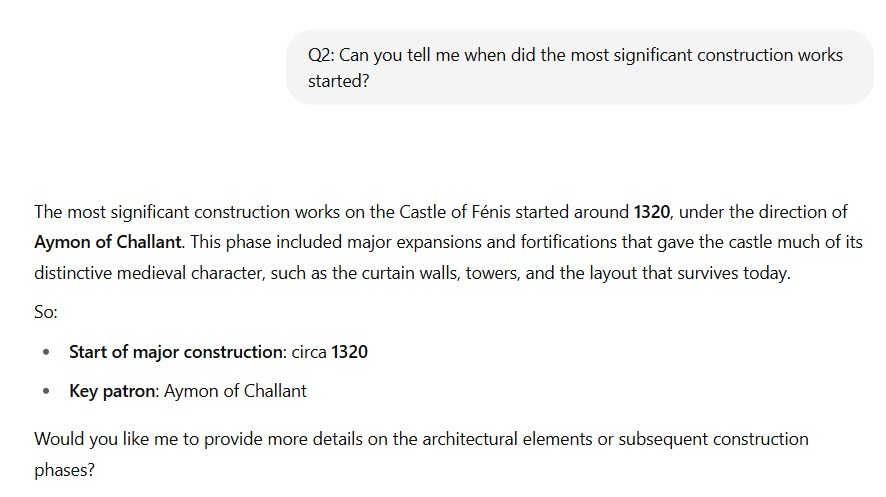 Q2: Can you tell me when did the most significant construction works
started?
The most significant construction works on the Castle of Fénis started around 1320, under the direction of
Aymon of Challant. This phase included major expansions and fortifications that gave the castle much of its
distinctive medieval character, such as the curtain walls, towers, and the layout that survives today.
So:
• Start of major construction: circa 1320
• Key patron: Aymon of Challant
Would you like me to provide more details on the architectural elements or subsequent construction
phases?